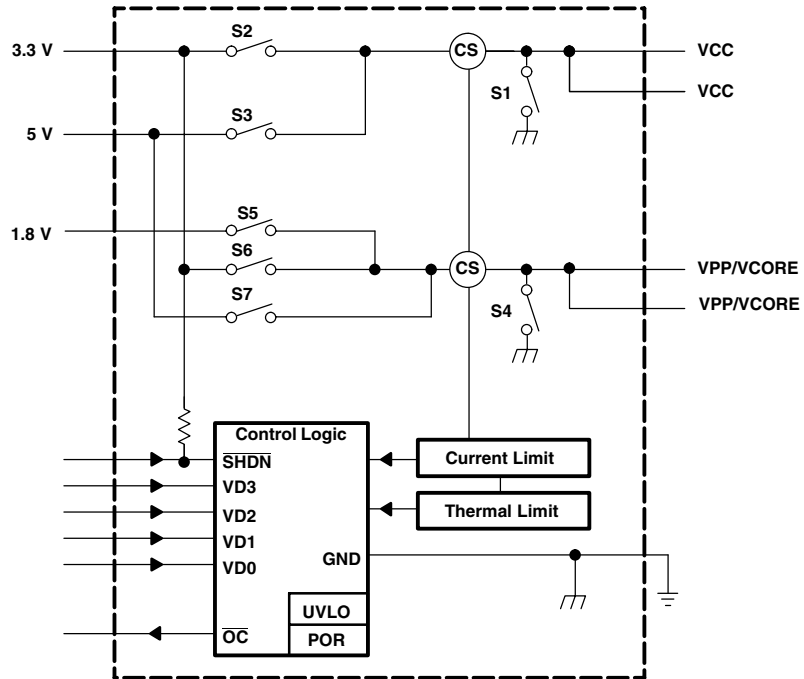 S2
3.3 V
CS
VCC
S1
VCC
S3
5 V
S5
1.8 V
S6
CS
VPP/VCORE
S7
S4
VPP/VCORE
Control Logic
SHDN
Current Limit
VD3
VD2
Thermal Limit
VD1
VD0
GND
UVLO
OC
POR